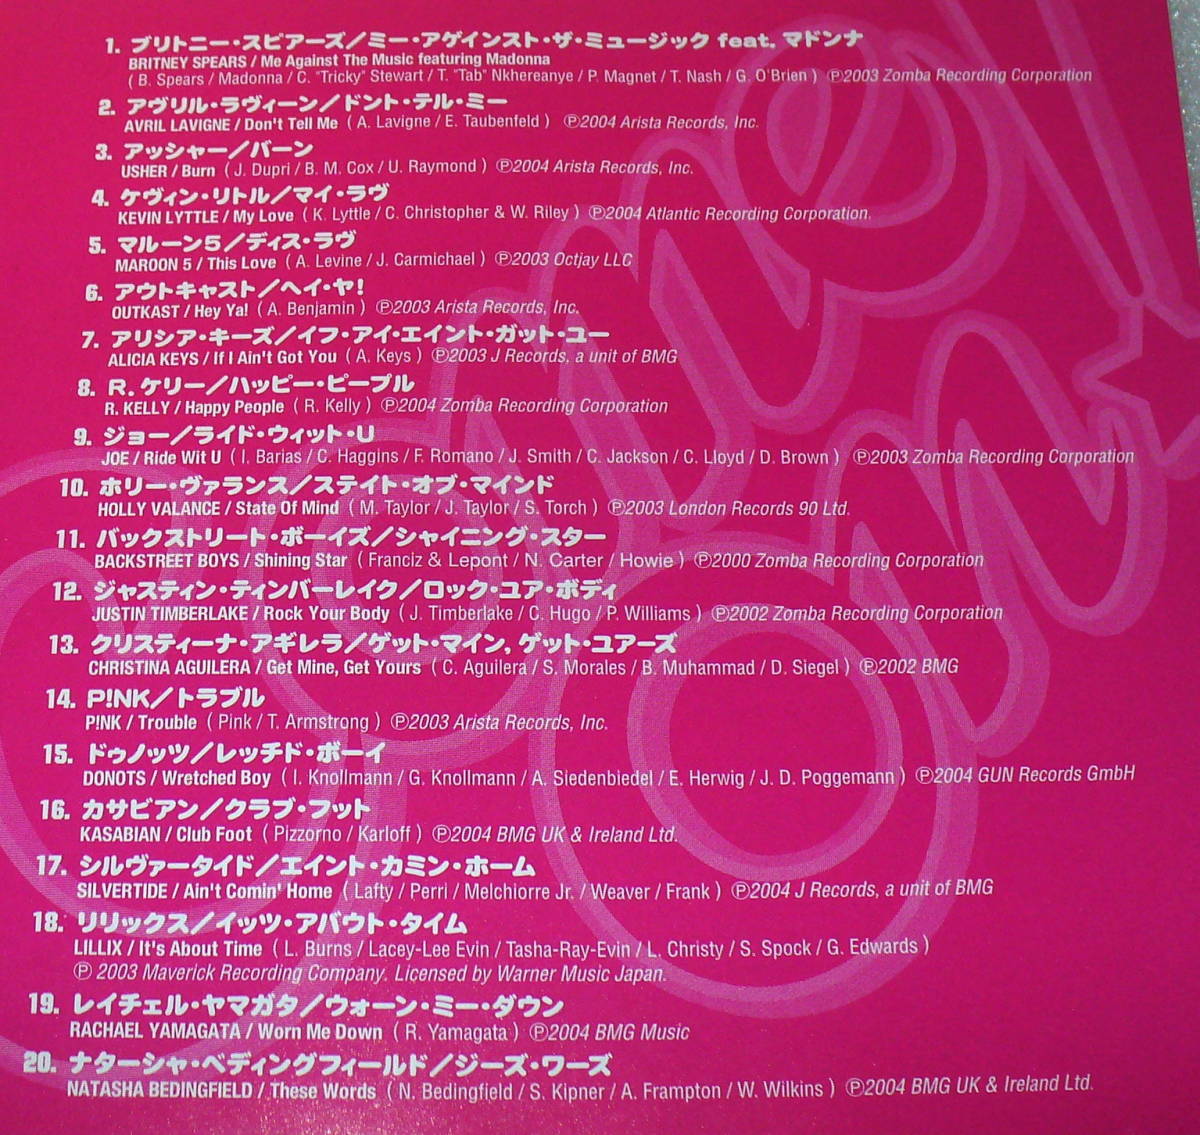 1. ブリトニー・スピアーズ／ミー・アゲインスト・ザ・ミュージック feat. マドンナ
BRITNEY SPEARS / Me Against The Music featuring Madonna
( B. Spears / Madonna / C. "Tricky" Stewart / T. "Tab" Nkhereanye / P. Magnet / T. Nash / G. O'Brien ) ℗2003 Zomba Recording Corporation
2. アヴリル・ラヴィーン／ドント・テル・ミー
AVRIL LAVIGNE / Don't Tell Me ( A. Lavigne / E. Taubenfeld ) ℗2004 Arista Records, Inc.
3. アッシャー／バーン
USHER / Burn ( J. Dupri / B. M. Cox / U. Raymond ) ℗2004 Arista Records, Inc.
4. ケヴィン・リトル／マイ・ラヴ
KEVIN LYTTLE / My Love ( K. Lyttle / C. Christopher & W. Riley ) ℗2004 Atlantic Recording Corporation.
5. マルーン5／ディス・ラヴ
MAROON 5 / This Love ( A. Levine / J. Carmichael ) ℗2003 Octjay LLC
6. アウトキャスト／ヘイ・ヤ!
OUTKAST / Hey Ya! ( A. Benjamin ) ℗2003 Arista Records, Inc.
7. アリシア・キーズ／イフ・アイ・エイント・ガット・ユー
ALICIA KEYS / If I Ain't Got You ( A. Keys ) ℗2003 J Records, a unit of BMG
8. R.ケリー／ハッピー・ピープル
R. KELLY / Happy People ( R. Kelly ) ℗2004 Zomba Recording Corporation
9. ジョー／ライド・ウィット・U
JOE / Ride Wit U ( I. Barias / C. Haggins / F. Romano / J. Smith / C. Jackson / C. Lloyd / D. Brown ) ℗2003 Zomba Recording Corporation
10. ホリー・ヴァランス／ステイト・オブ・マインド
HOLLY VALANCE / State Of Mind ( M. Taylor / J. Taylor / S. Torch ) ℗2003 London Records 90 Ltd.
11. バックストリート・ボーイズ／シャイニング・スター
BACKSTREET BOYS / Shining Star ( Franciz & Lepont / N. Carter / Howie ) ℗2000 Zomba Recording Corporation
12. ジャスティン・ティンバーレイク／ロック・ユア・ボディ
JUSTIN TIMBERLAKE / Rock Your Body ( J. Timberlake / C. Hugo / P. Williams ) ℗2002 Zomba Recording Corporation
13. クリスティーナ・アギレラ／ゲット・マイン, ゲット・ユアーズ
CHRISTINA AGUILERA / Get Mine, Get Yours ( C. Aguilera / S. Morales / B. Muhammad / D. Siegel ) ℗2002 BMG
14. P!NK／トラブル
P!NK / Trouble ( Pink / T. Armstrong ) ℗2003 Arista Records, Inc.
15. ドゥノッツ／レッチド・ボーイ
DONOTS / Wretched Boy ( I. Knollmann / G. Knollmann / A. Siedenbiedel / E. Herwig / J. D. Poggemann ) ℗2004 GUN Records GmbH
16. カサビアン／クラブ・フット
KASABIAN / Club Foot ( Pizzorno / Karloff ) ℗2004 BMG UK & Ireland Ltd.
17. シルヴァータイド／エイント・カミン・ホーム
SILVERTIDE / Ain't Comin' Home ( Lafty / Perri / Melchiorre Jr. / Weaver / Frank ) ℗2004 J Records, a unit of BMG
18. リリックス／イッツ・アバウト・タイム
LILLIX / It's About Time ( L. Burns / Lacey-Lee Evin / Tasha-Ray-Evin / L. Christy / S. Spock / G. Edwards )
℗ 2003 Maverick Recording Company. Licensed by Warner Music Japan.
19. レイチェル・ヤマガタ／ウォーン・ミー・ダウン
RACHAEL YAMAGATA / Worn Me Down ( R. Yamagata ) ℗2004 BMG Music
20. ナターシャ・ベディングフィールド／ジーズ・ワーズ
NATASHA BEDINGFIELD / These Words ( N. Bedingfield / S. Kipner / A. Frampton / W. Wilkins ) ℗2004 BMG UK & Ireland Ltd.